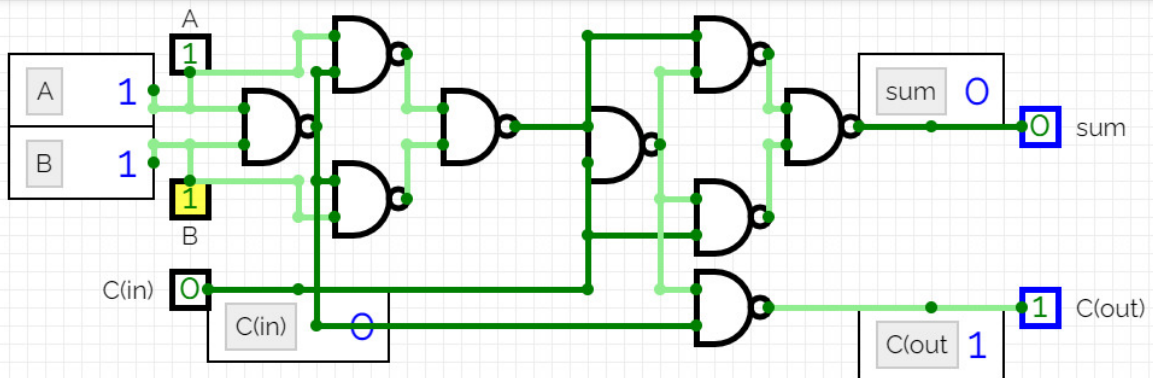 A
1
A 1
B 1
1
B
C(in) 0
C(in) 0
sum 0
0 sum
1 C(out)
C(out 1